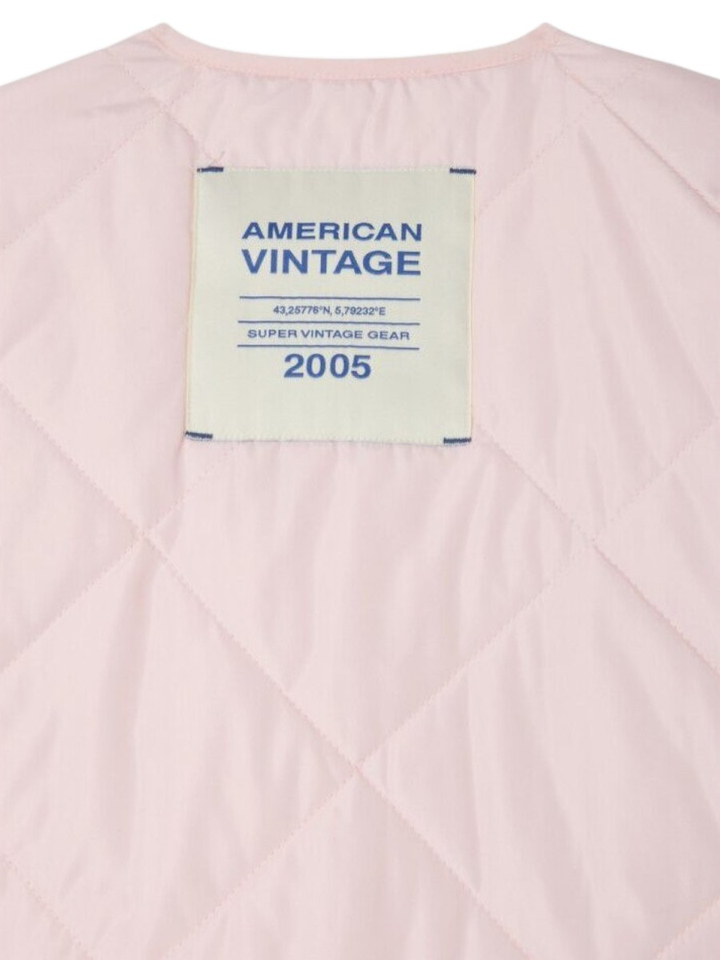 AMERICAN
VINTAGE
43,25776°N, 5,79232°E
SUPER VINTAGE GEAR
2005